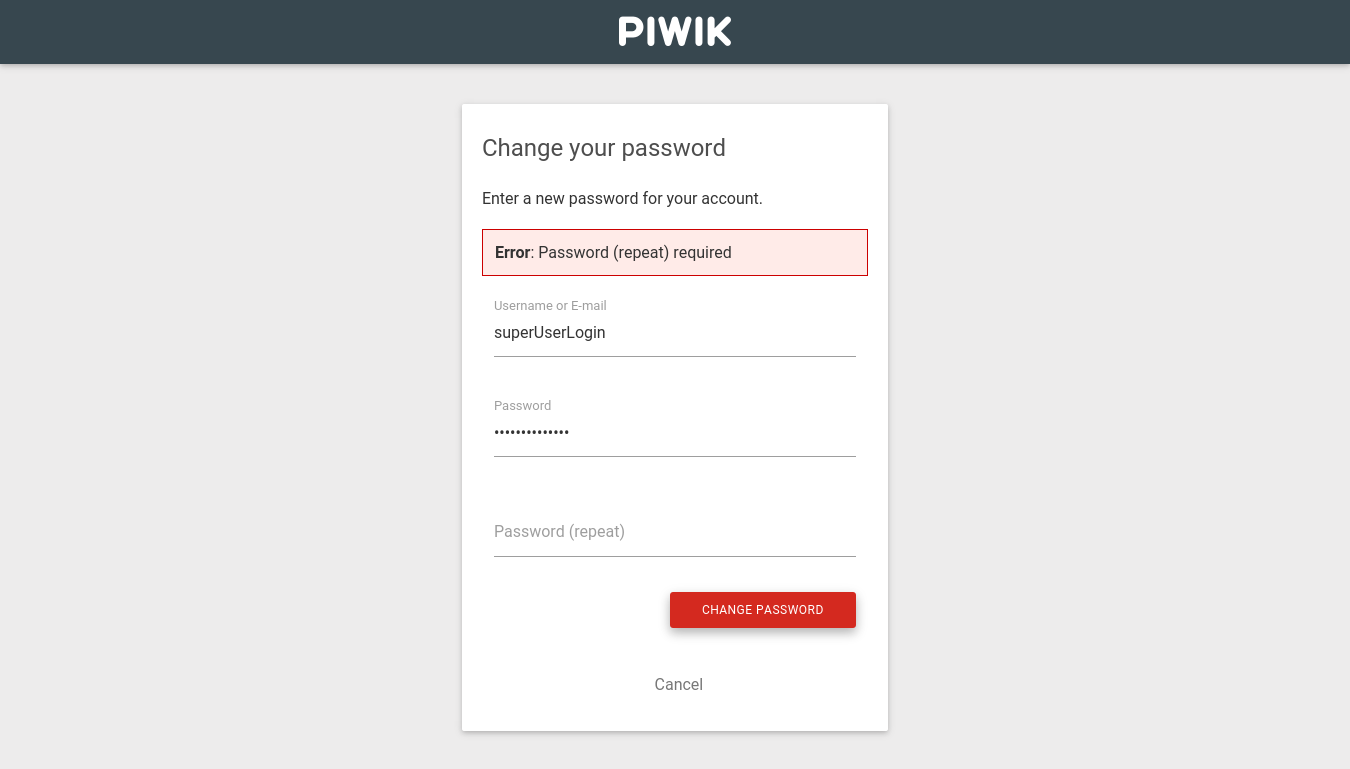 PIWIK
Change your password
Enter a new password for your account.
Error: Password (repeat) required
Username or E-mail
superUserLogin
Password
••••••••••••••
Password (repeat)
CHANGE PASSWORD
Cancel